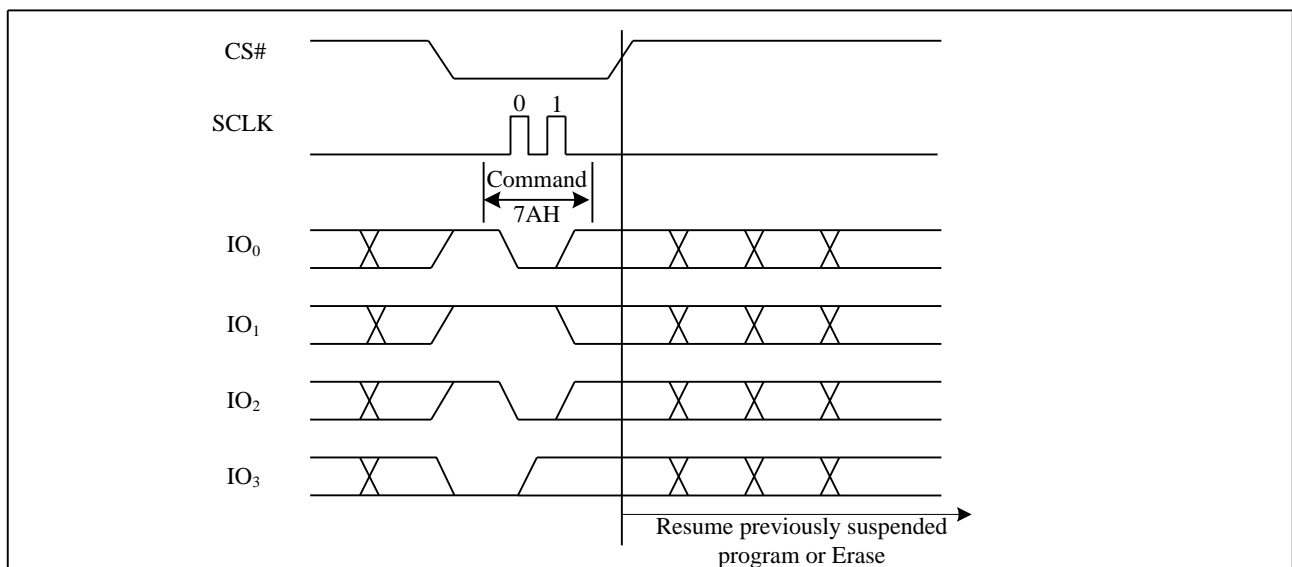 CS#
0 1
SCLK
Command
7AH
IO₀
IO₁
IO₂
IO₃
Resume previously suspended
program or Erase